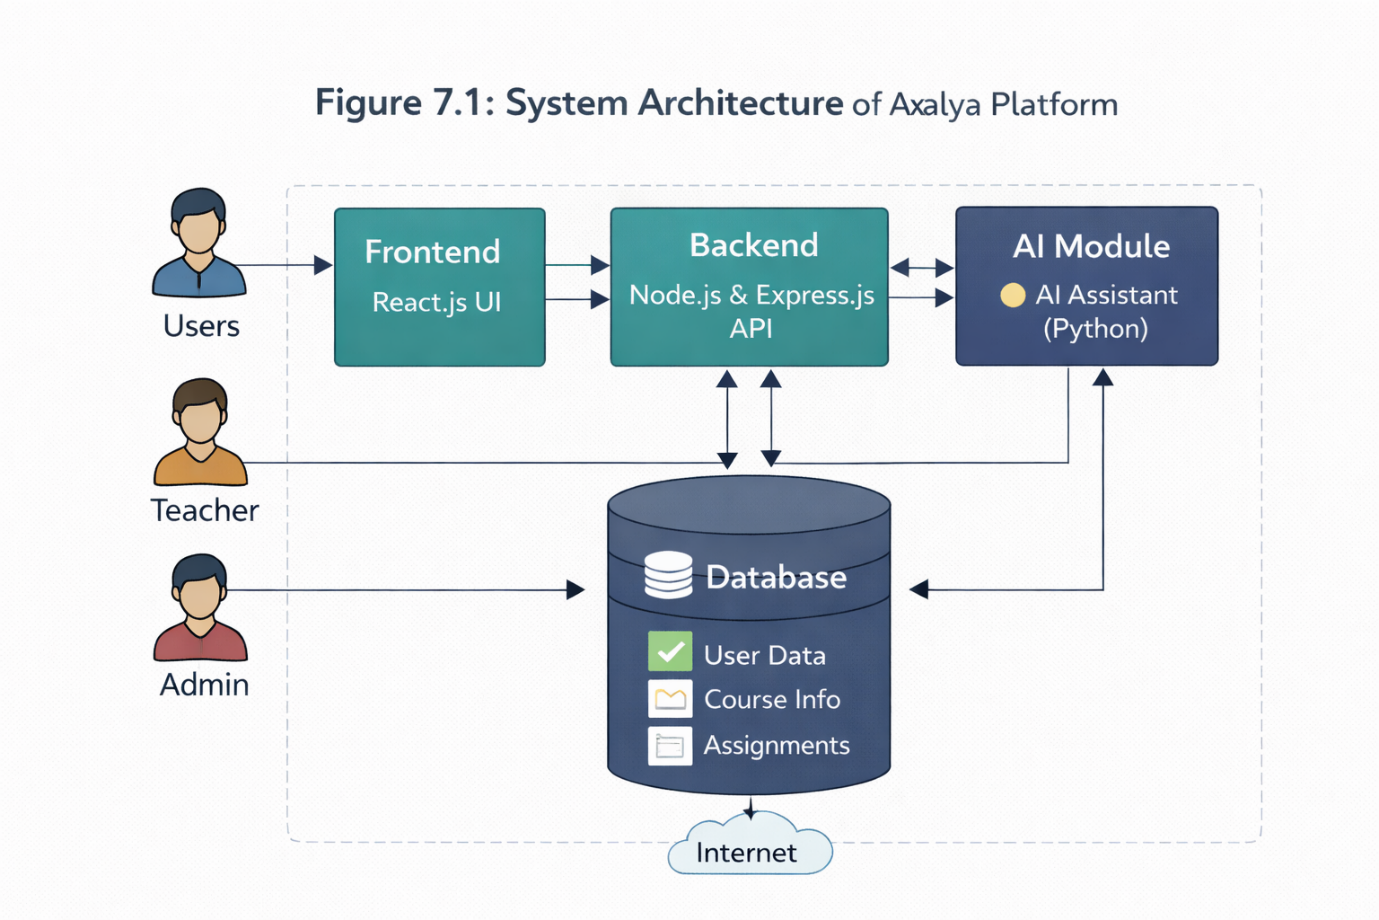 Figure 7.1: System Architecture of Axalya Platform
Users
Frontend
React.js UI
Backend
Node.js & Express.js
API
AI Module
AI Assistant
(Python)
Teacher
Admin
Database
User Data
Course Info
Assignments
Internet